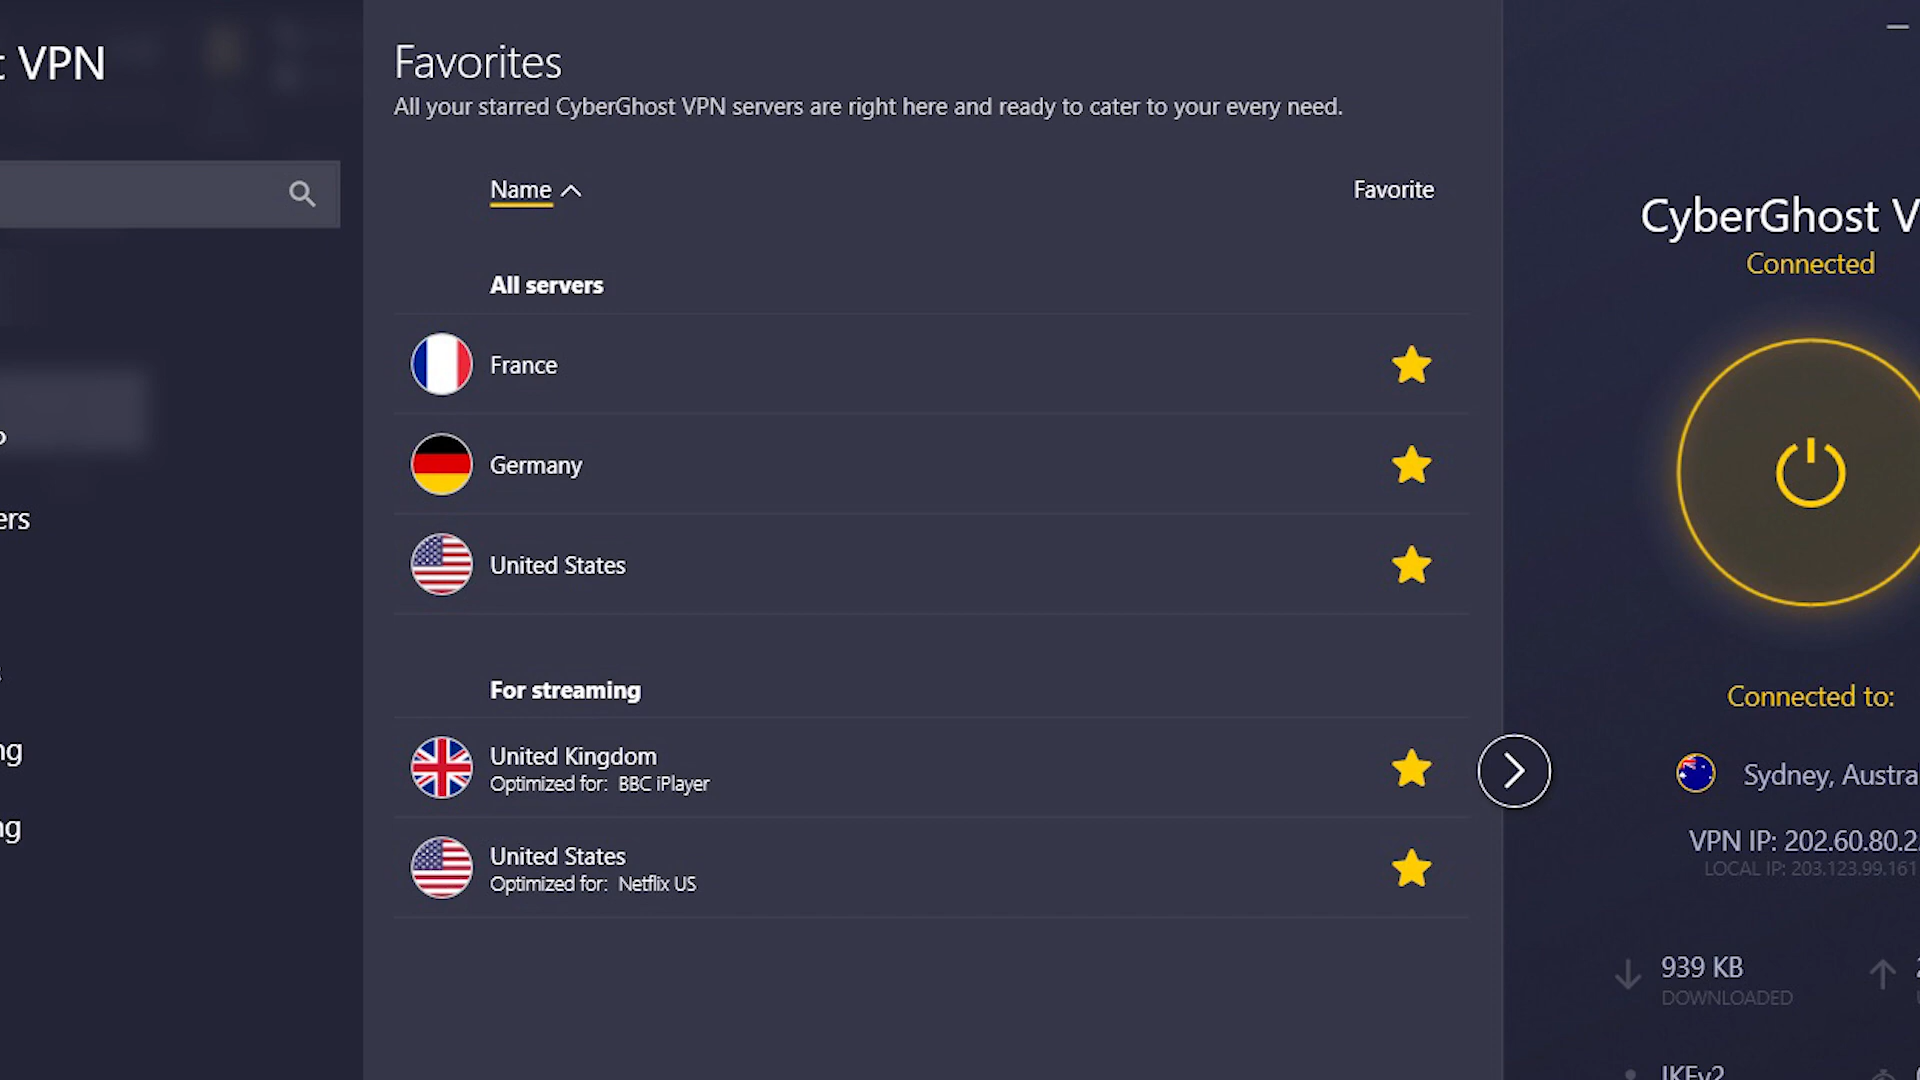 VPN
Favorites
All your starred CyberGhost VPN servers are right here and ready to cater to your every need.
Name
Favorite
CyberGhost V
Connected
All servers
France
Germany
United States
ers
ng
ng
For streaming
United Kingdom
Optimized for: BBC iPlayer
United States
Optimized for: Netflix US
Connected to:
Sydney, Austra
VPN IP: 202.60.80.2
LOCAL IP: 203.123.99.161
939 KB
DOWNLOADED
IKEv2